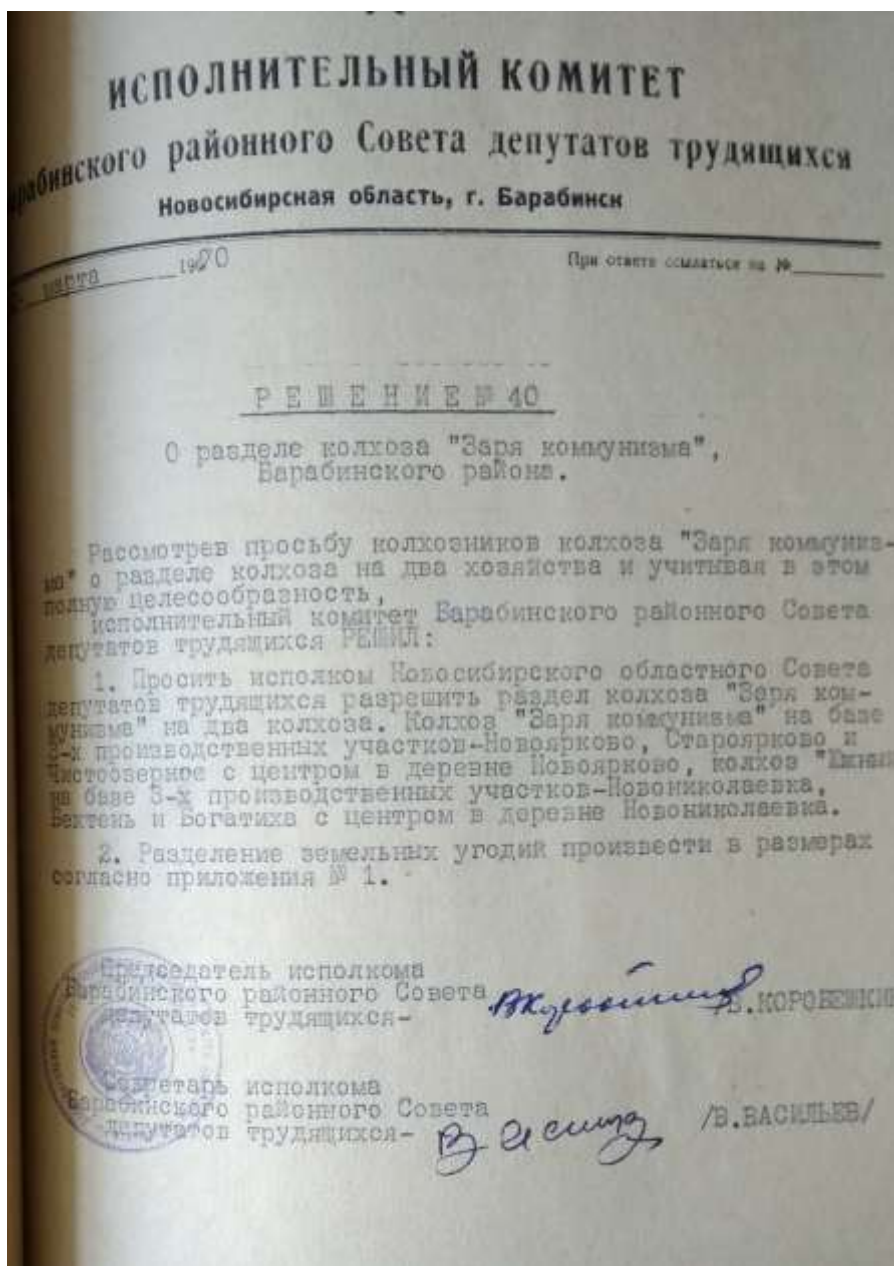 ИСПОЛНИТЕЛЬНЫЙ КОМИТЕТ
арабинского районного Совета депутатов трудящихся
Новосибирская область, г. Барабинск
марта 1970
При ответе ссылаться на №
РЕШЕНИЕ № 40
О разделе колхоза "Заря коммунизма",
Барабинского района.
Рассмотрев просьбу колхозников колхоза "Заря коммуниз-
ма" о разделе колхоза на два хозяйства и учитывая в этом
полную целесообразность,
исполнительный комитет Барабинского районного Совета
депутатов трудящихся РЕШИЛ:
1. Просить исполком Новосибирского областного Совета
депутатов трудящихся разрешить раздел колхоза "Заря ком-
мунизма" на два колхоза. Колхоз "Заря коммунизма" на базе
3-х производственных участков-Новоярково, Староярково и
Чистоозерное с центром в деревне Новоярково, колхоз "Южный
на базе 3-х производственных участков-Новониколаевка,
Бехтень и Богатиха с центром в деревне Новониколаевка.
2. Разделение земельных угодий произвести в размерах
согласно приложения № 1.
Председатель исполкома
Барабинского районного Совета
депутатов трудящихся-
Секретарь исполкома
Барабинского районного Совета
депутатов трудящихся-
/В.ВАСИЛЬЕВ/